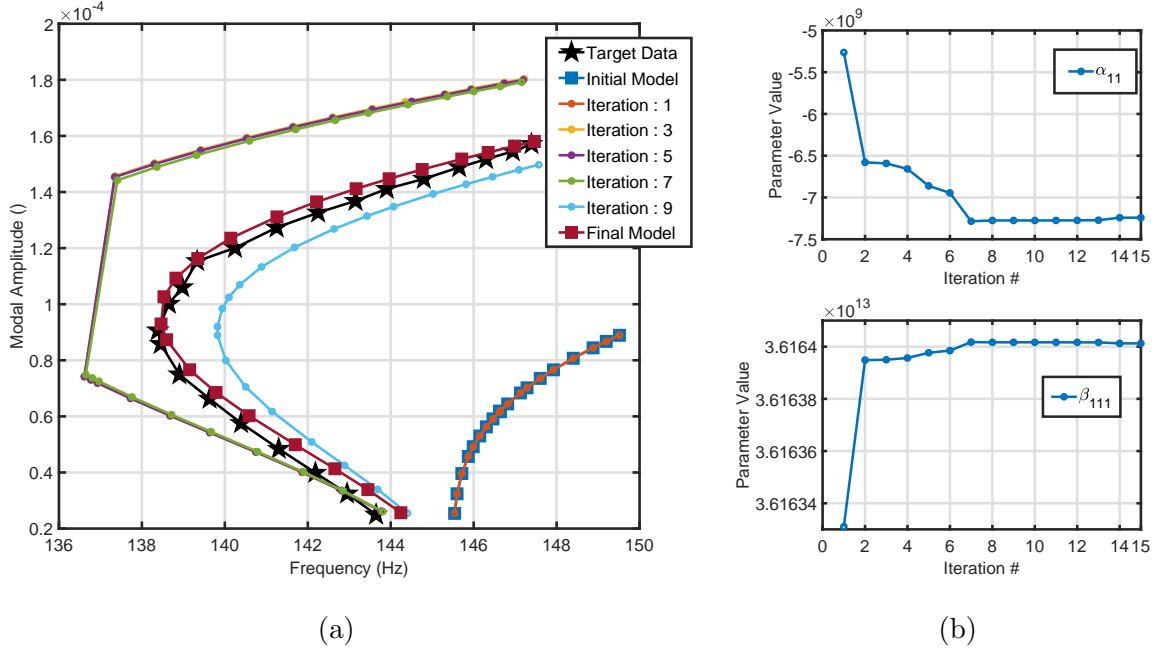 ×10⁻⁴
2
1.8
1.6
1.4
1.2
1
0.8
0.6
0.4
0.2
Modal Amplitude ()
136
138
140
142
144
146
148
150
Frequency (Hz)
Target Data
Initial Model
Iteration : 1
Iteration : 3
Iteration : 5
Iteration : 7
Iteration : 9
Final Model
(a)
×10⁹
-5
-5.5
-6
-6.5
-7
-7.5
Parameter Value
0
2
4
6
8
10
12
14
15
Iteration #
α₁₁
×10¹³
3.6164
3.61638
3.61636
3.61634
Parameter Value
0
2
4
6
8
10
12
14
15
Iteration #
β₁₁₁
(b)